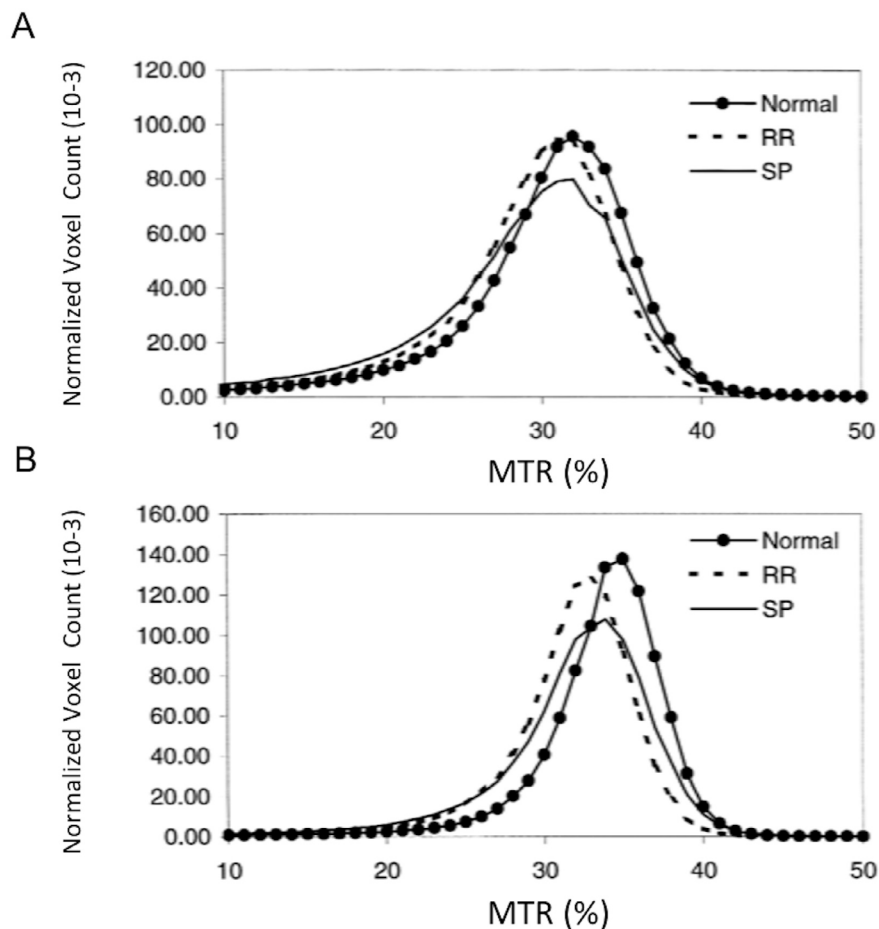 A
Normalized Voxel Count (10-3)
120.00
100.00
80.00
60.00
40.00
20.00
0.00
Normal
RR
SP
10
20
30
40
50
MTR (%)
B
Normalized Voxel Count (10-3)
160.00
140.00
120.00
100.00
80.00
60.00
40.00
20.00
0.00
Normal
RR
SP
10
20
30
40
50
MTR (%)